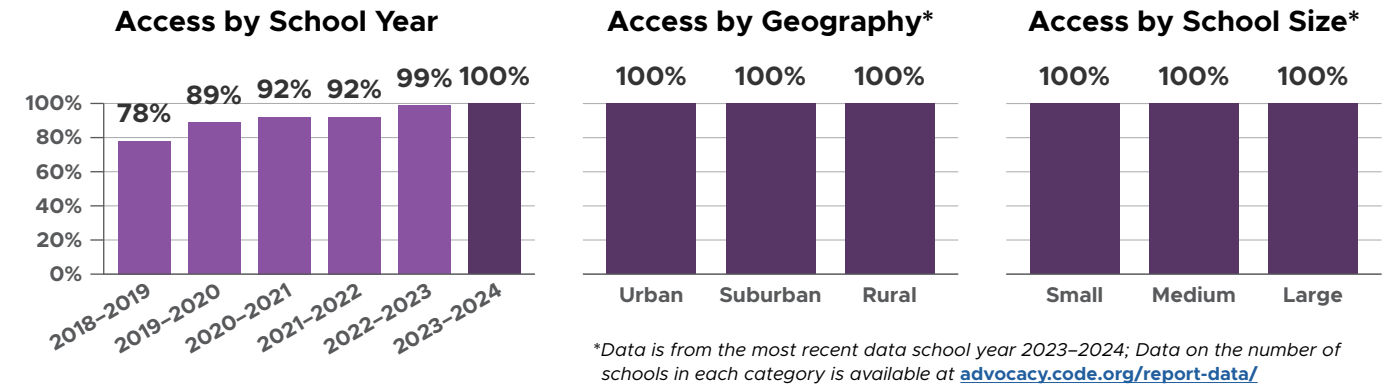 Access by School Year
78%
89%
92%
92%
99%
100%
100%
80%
60%
40%
20%
0%
2018–2019
2019–2020
2020–2021
2021–2022
2022–2023
2023–2024
Access by Geography*
100%
100%
100%
Urban
Suburban
Rural
Access by School Size*
100%
100%
100%
Small
Medium
Large
*Data is from the most recent data school year 2023–2024; Data on the number of
schools in each category is available at advocacy.code.org/report-data/